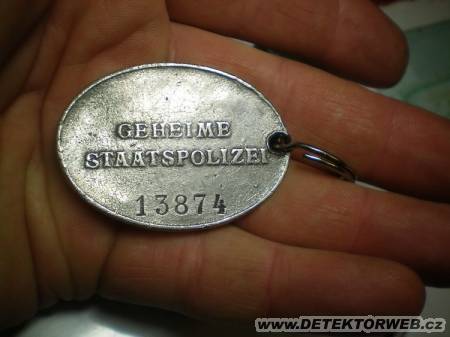 GEHEIME
STAATSPOLIZEI
13874
WWW.DETEKTORWEB.CZ